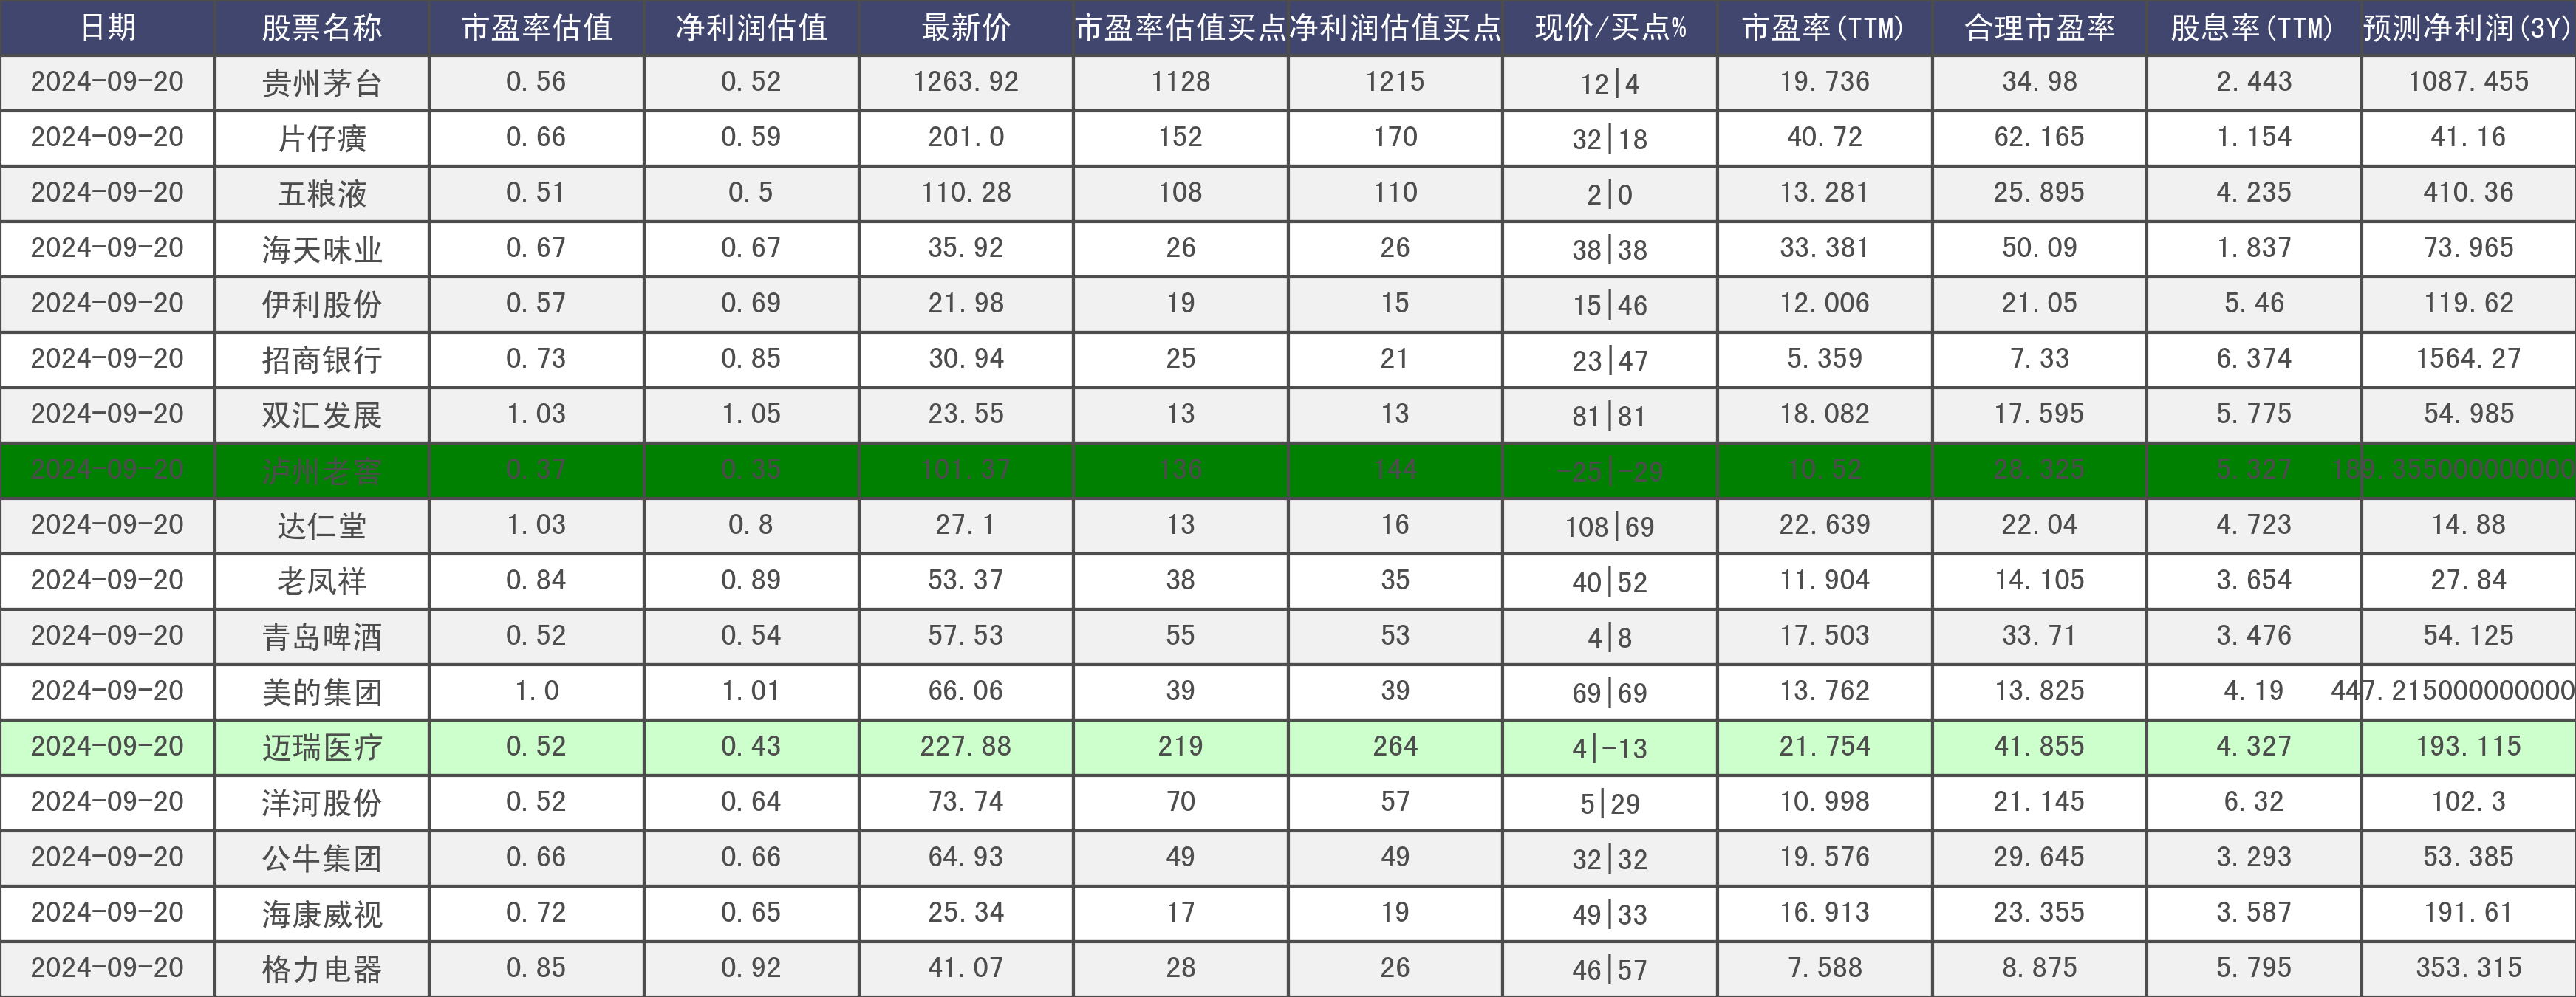 日期 股票名称 市盈率估值 净利润估值 最新价 市盈率估值买点 净利润估值买点 现价/买点% 市盈率(TTM) 合理市盈率 股息率(TTM) 预测净利润(3Y)
2024-09-20 贵州茅台 0.56 0.52 1263.92 1128 1215 12|4 19.736 34.98 2.443 1087.455
2024-09-20 片仔癀 0.66 0.59 201.0 152 170 32|18 40.72 62.165 1.154 41.16
2024-09-20 五粮液 0.51 0.5 110.28 108 110 2|0 13.281 25.895 4.235 410.36
2024-09-20 海天味业 0.67 0.67 35.92 26 26 38|38 33.381 50.09 1.837 73.965
2024-09-20 伊利股份 0.57 0.69 21.98 19 15 15|46 12.006 21.05 5.46 119.62
2024-09-20 招商银行 0.73 0.85 30.94 25 21 23|47 5.359 7.33 6.374 1564.27
2024-09-20 双汇发展 1.03 1.05 23.55 13 13 81|81 18.082 17.595 5.775 54.985
2024-09-20 泸州老窖 0.37 0.35 101.37 136 144 -25|-29 10.52 28.325 5.327 189.355000000000
2024-09-20 达仁堂 1.03 0.8 27.1 13 16 108|69 22.639 22.04 4.723 14.88
2024-09-20 老凤祥 0.84 0.89 53.37 38 35 40|52 11.904 14.105 3.654 27.84
2024-09-20 青岛啤酒 0.52 0.54 57.53 55 53 4|8 17.503 33.71 3.476 54.125
2024-09-20 美的集团 1.0 1.01 66.06 39 39 69|69 13.762 13.825 4.19 447.215000000000
2024-09-20 迈瑞医疗 0.52 0.43 227.88 219 264 4|-13 21.754 41.855 4.327 193.115
2024-09-20 洋河股份 0.52 0.64 73.74 70 57 5|29 10.998 21.145 6.32 102.3
2024-09-20 公牛集团 0.66 0.66 64.93 49 49 32|32 19.576 29.645 3.293 53.385
2024-09-20 海康威视 0.72 0.65 25.34 17 19 49|33 16.913 23.355 3.587 191.61
2024-09-20 格力电器 0.85 0.92 41.07 28 26 46|57 7.588 8.875 5.795 353.315